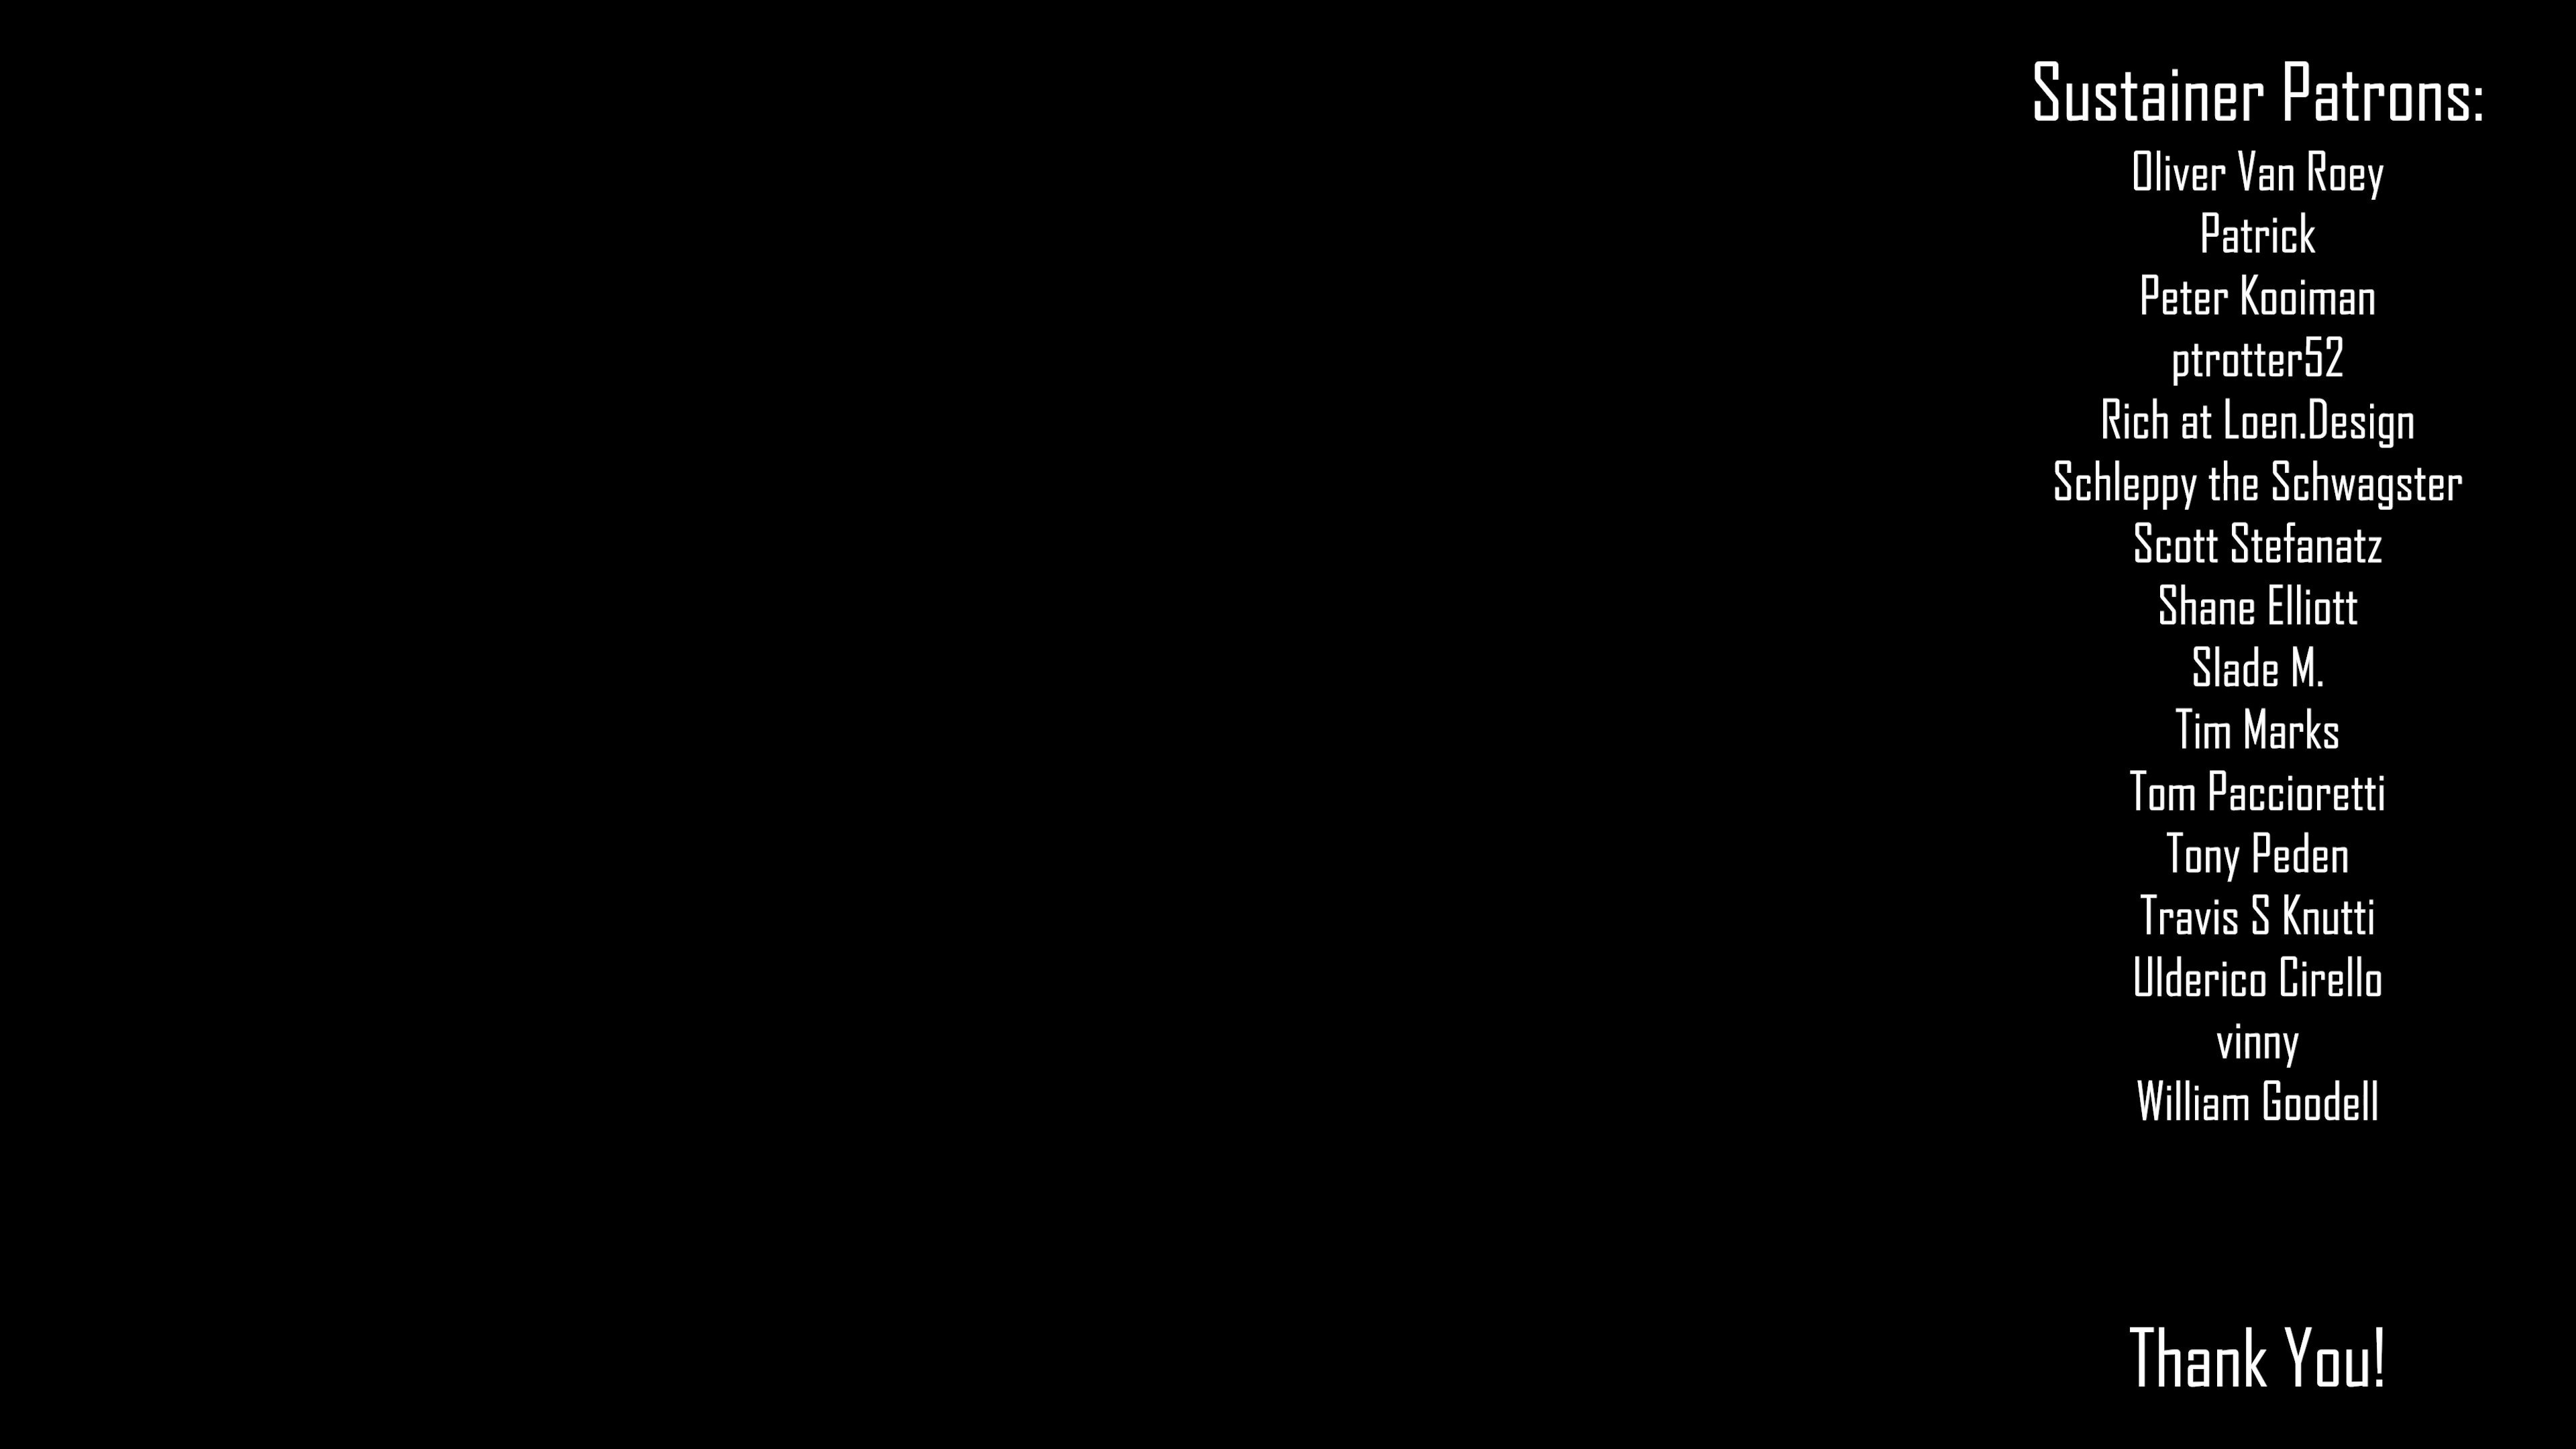 Sustainer Patrons:
Oliver Van Roey
Patrick
Peter Kooiman
ptrotter52
Rich at Loen.Design
Schleppy the Schwagster
Scott Stefanatz
Shane Elliott
Slade M.
Tim Marks
Tom Paccioretti
Tony Peden
Travis S Knutti
Ulderico Cirello
vinny
William Goodell
Thank You!